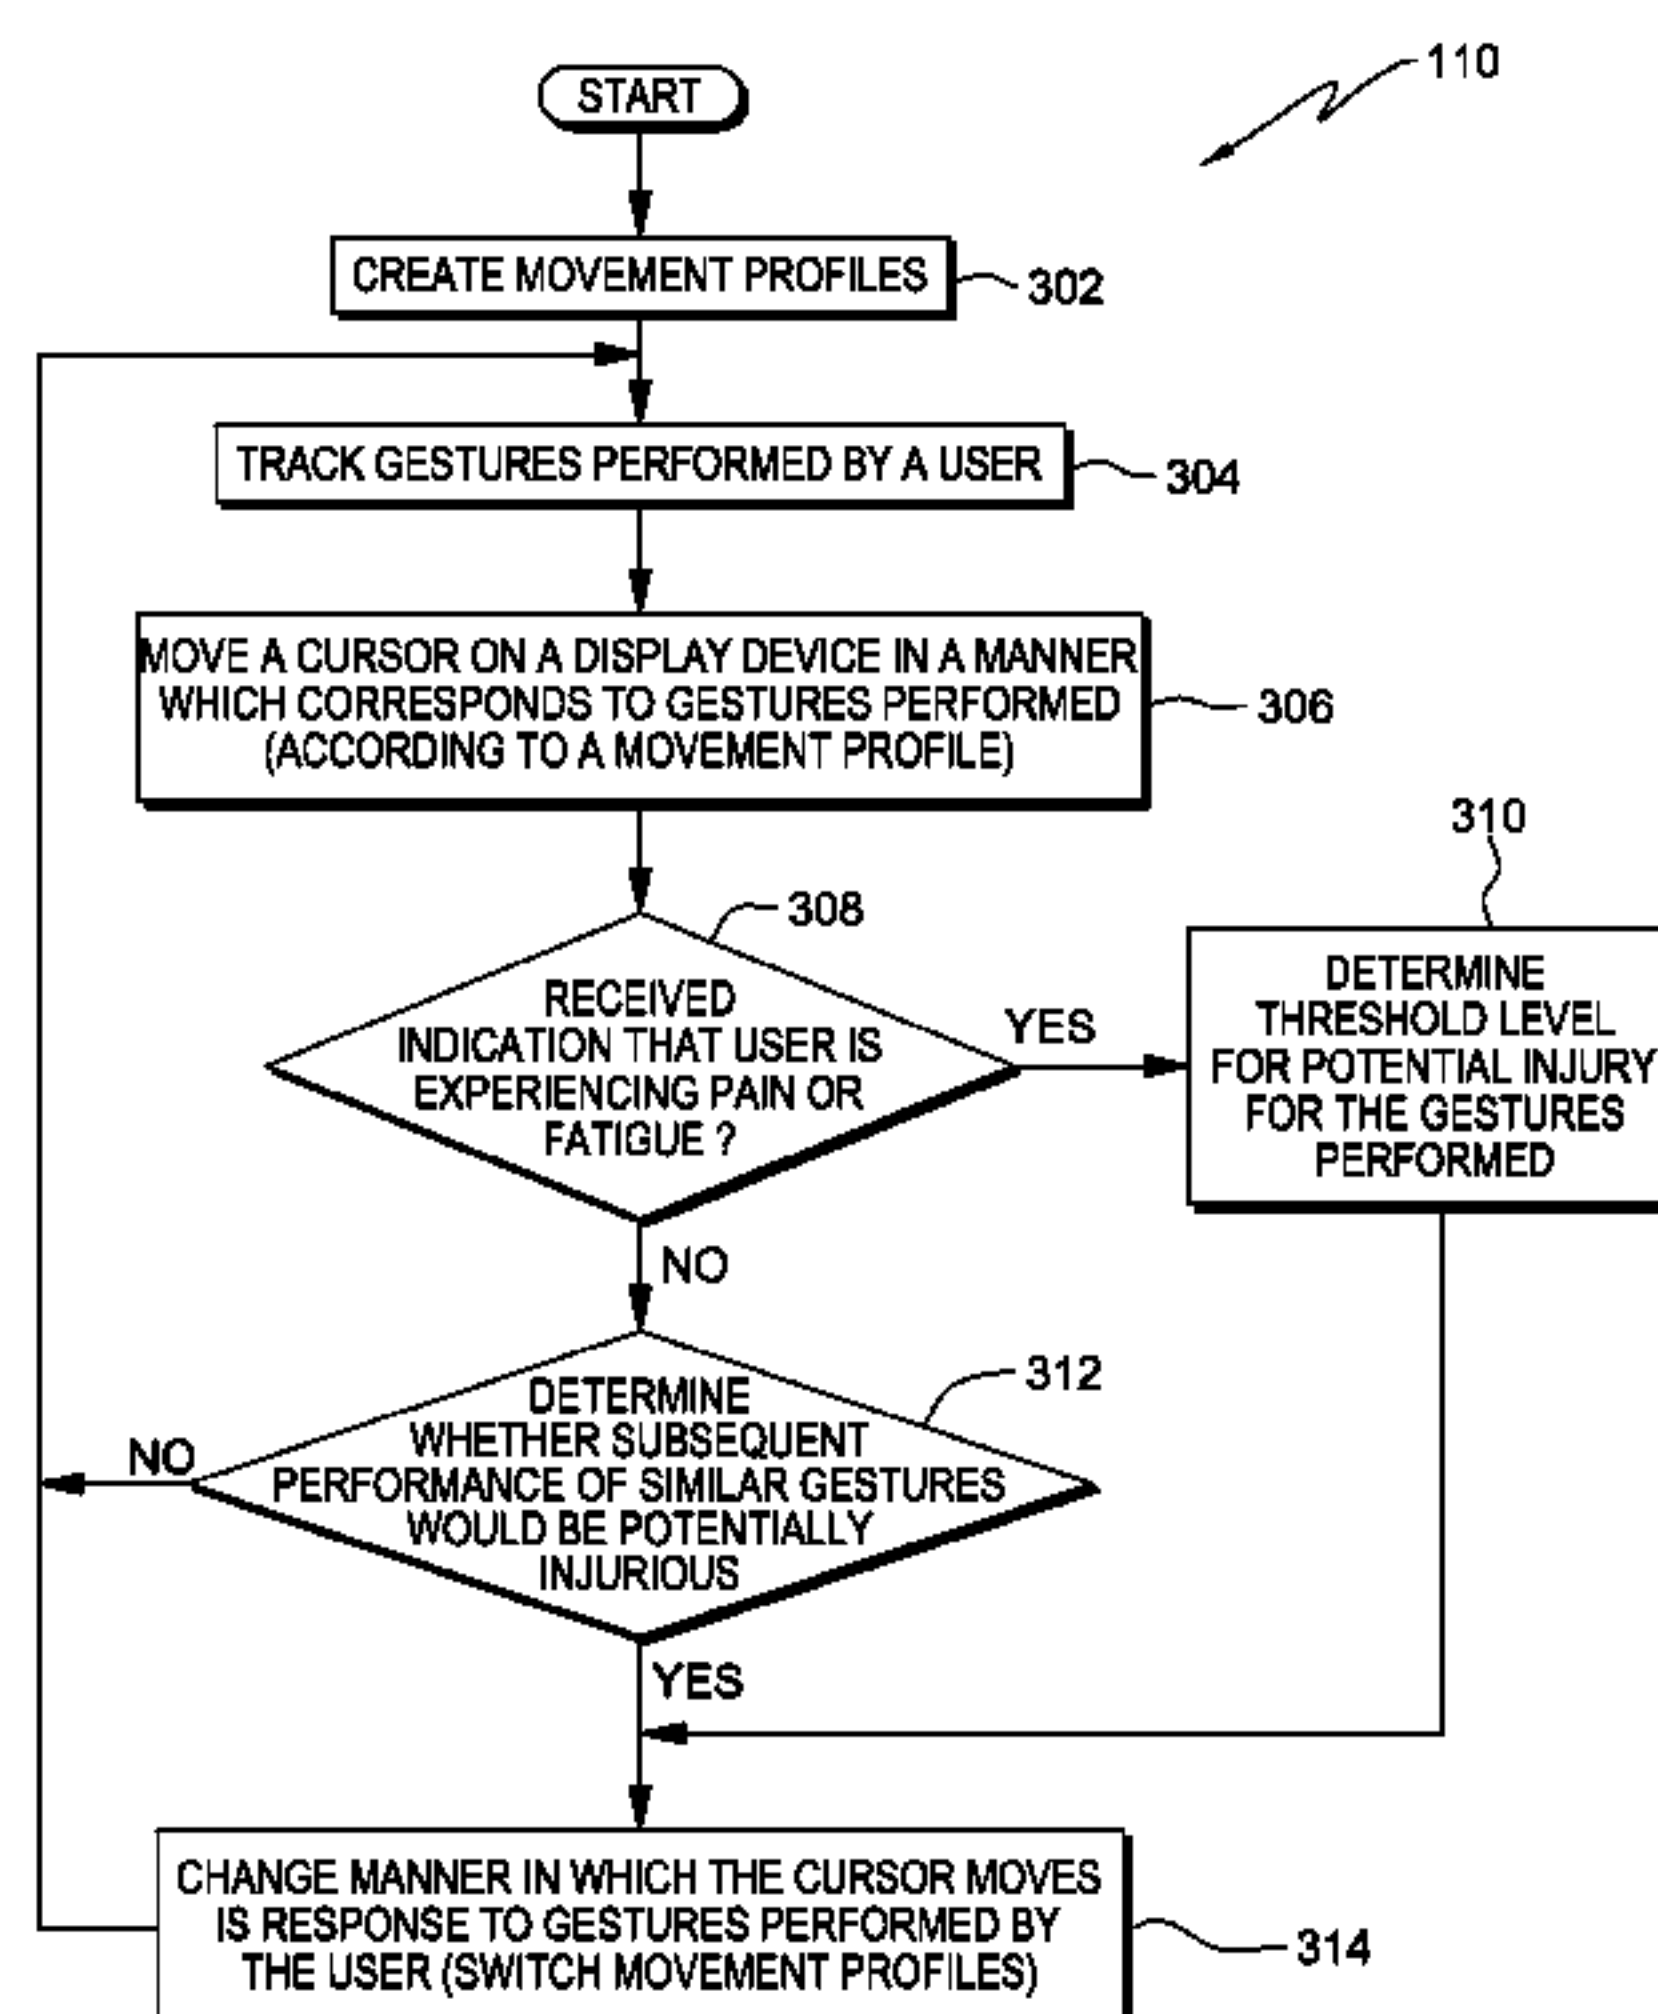 110
START
CREATE MOVEMENT PROFILES
302
TRACK GESTURES PERFORMED BY A USER
304
MOVE A CURSOR ON A DISPLAY DEVICE IN A MANNER
WHICH CORRESPONDS TO GESTURES PERFORMED
(ACCORDING TO A MOVEMENT PROFILE)
306
308
RECEIVED
INDICATION THAT USER IS
EXPERIENCING PAIN OR
FATIGUE ?
YES
310
DETERMINE
THRESHOLD LEVEL
FOR POTENTIAL INJURY
FOR THE GESTURES
PERFORMED
NO
312
DETERMINE
WHETHER SUBSEQUENT
PERFORMANCE OF SIMILAR GESTURES
WOULD BE POTENTIALLY
INJURIOUS
NO
YES
CHANGE MANNER IN WHICH THE CURSOR MOVES
IS RESPONSE TO GESTURES PERFORMED BY
THE USER (SWITCH MOVEMENT PROFILES)
314